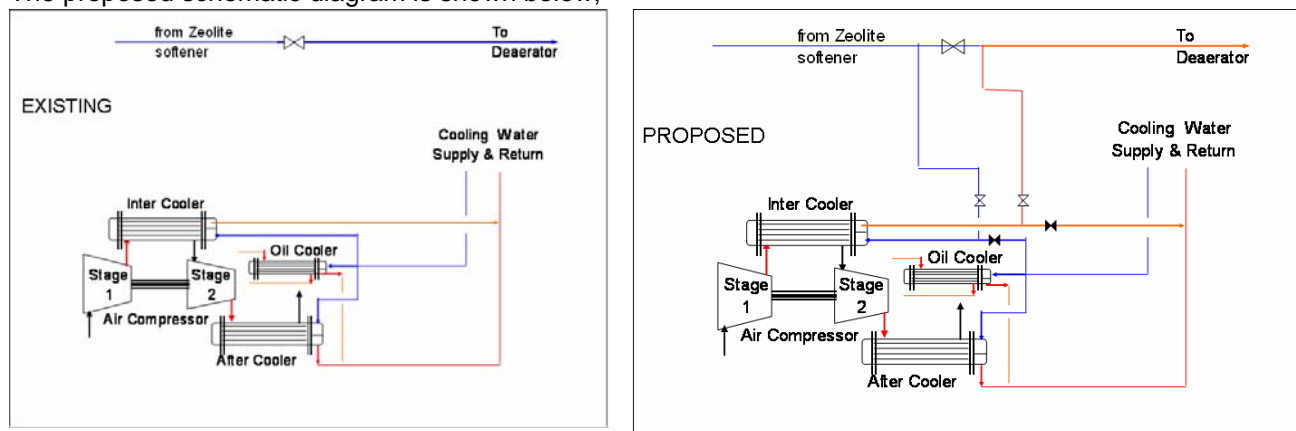 The proposed schematic diagram is shown below;
from Zeolite
softener
To
Deaerator
EXISTING
Cooling Water
Supply & Return
Inter Cooler
Oil Cooler
Stage
1
Stage
2
Air Compressor
After Cooler
from Zeolite
softener
To
Deaerator
PROPOSED
Cooling Water
Supply & Return
Inter Cooler
Oil Cooler
Stage
1
Stage
2
Air Compressor
After Cooler